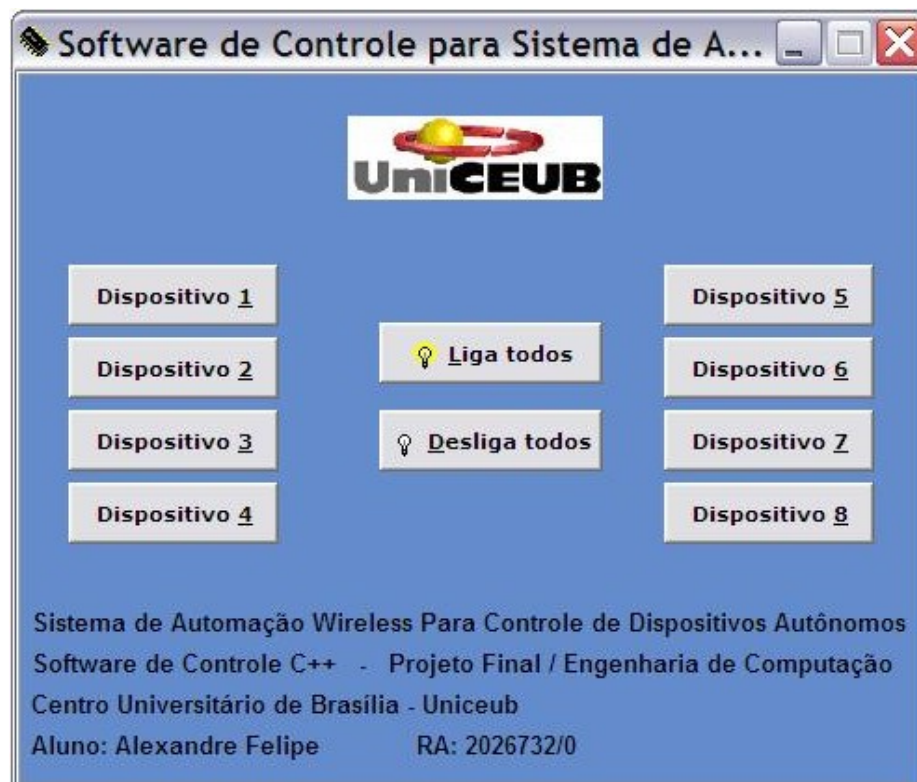 Software de Controle para Sistema de A...
UniCEUB
Dispositivo 1
Dispositivo 2
Dispositivo 3
Dispositivo 4
Liga todos
Desliga todos
Dispositivo 5
Dispositivo 6
Dispositivo 7
Dispositivo 8
Sistema de Automação Wireless Para Controle de Dispositivos Autônomos
Software de Controle C++ - Projeto Final / Engenharia de Computação
Centro Universitário de Brasília - Uniceub
Aluno: Alexandre Felipe RA: 2026732/0